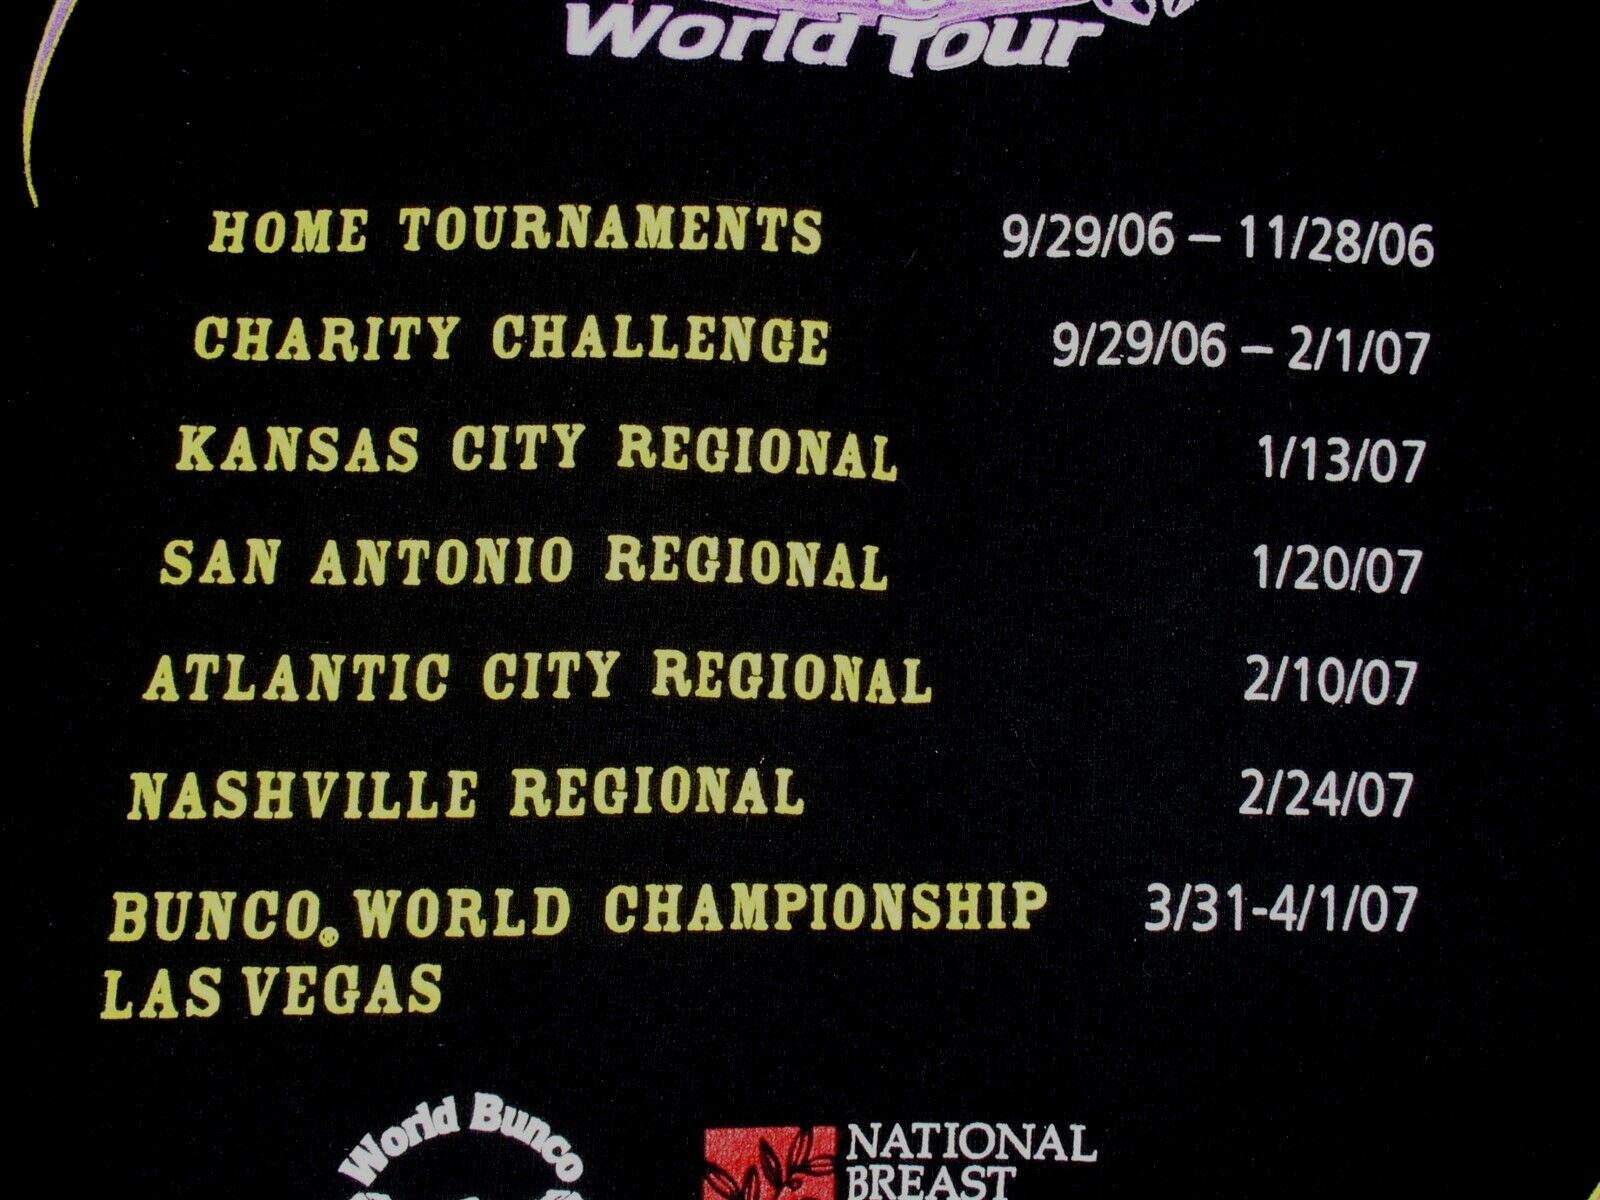 World Tour
HOME TOURNAMENTS 9/29/06 – 11/28/06
CHARITY CHALLENGE 9/29/06 – 2/1/07
KANSAS CITY REGIONAL 1/13/07
SAN ANTONIO REGIONAL 1/20/07
ATLANTIC CITY REGIONAL 2/10/07
NASHVILLE REGIONAL 2/24/07
BUNCO® WORLD CHAMPIONSHIP 3/31-4/1/07
LAS VEGAS
World Bunco
NATIONAL
BREAST